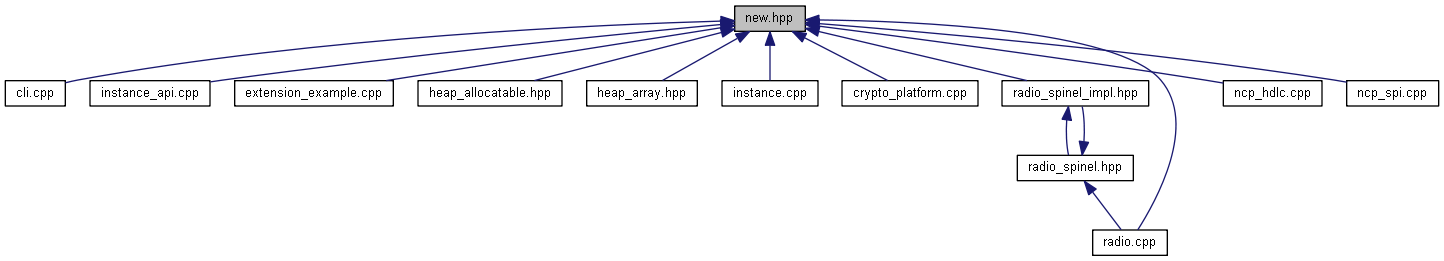 new.hpp
cli.cpp
instance_api.cpp
extension_example.cpp
heap_allocatable.hpp
heap_array.hpp
instance.cpp
crypto_platform.cpp
radio_spinel_impl.hpp
ncp_hdlc.cpp
ncp_spi.cpp
radio_spinel.hpp
radio.cpp